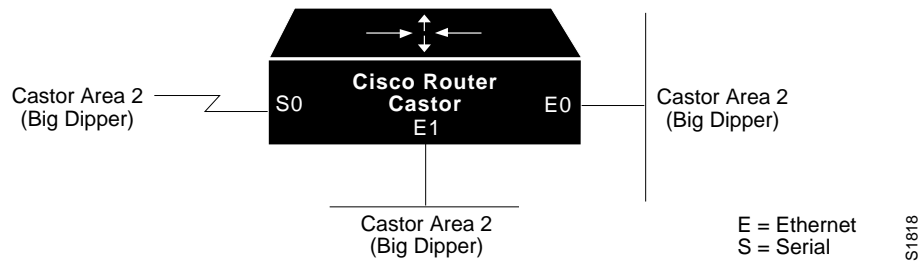 Cisco Router
Castor
S0
E0
E1
Castor Area 2
(Big Dipper)
Castor Area 2
(Big Dipper)
Castor Area 2
(Big Dipper)
E = Ethernet
S = Serial
S1818